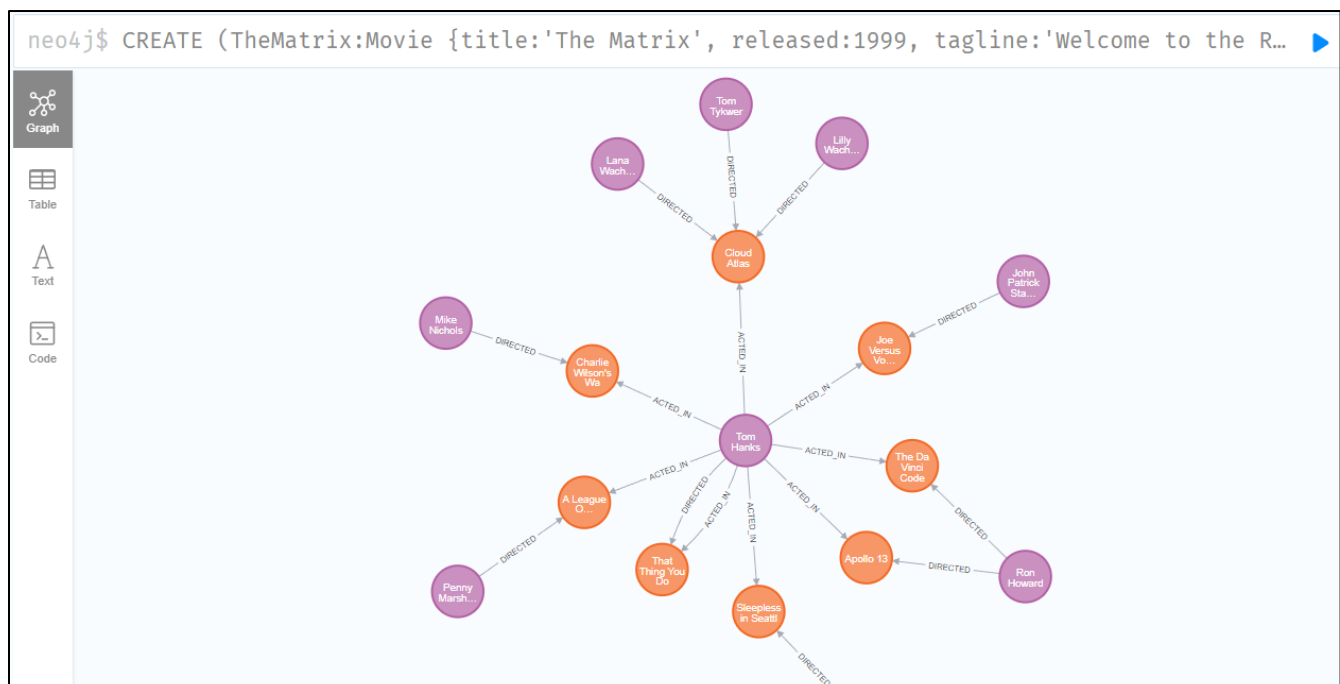 neo4j$ CREATE (TheMatrix:Movie {title:'The Matrix', released:1999, tagline:'Welcome to the R…
Graph
Table
Text
Code
Tom
Tykwer
Lana
Wach…
Lilly
Wach…
DIRECTED
DIRECTED
DIRECTED
Cloud
Atlas
John
Patrick
Sta…
Mike
Nichols
DIRECTED
DIRECTED
Charlie
Wilson's
Wa
Joe
Versus
Vo…
ACTED_IN
ACTED_IN
ACTED_IN
Tom
Hanks
ACTED_IN
The Da
Vinci
Code
ACTED_IN
A League
O…
DIRECTED
ACTED_IN
ACTED_IN
ACTED_IN
DIRECTED
DIRECTED
That
Thing You
Do
Apollo 13
DIRECTED
Ron
Howard
Penny
Marsh…
Sleepless
in Seattl
DIRECTED